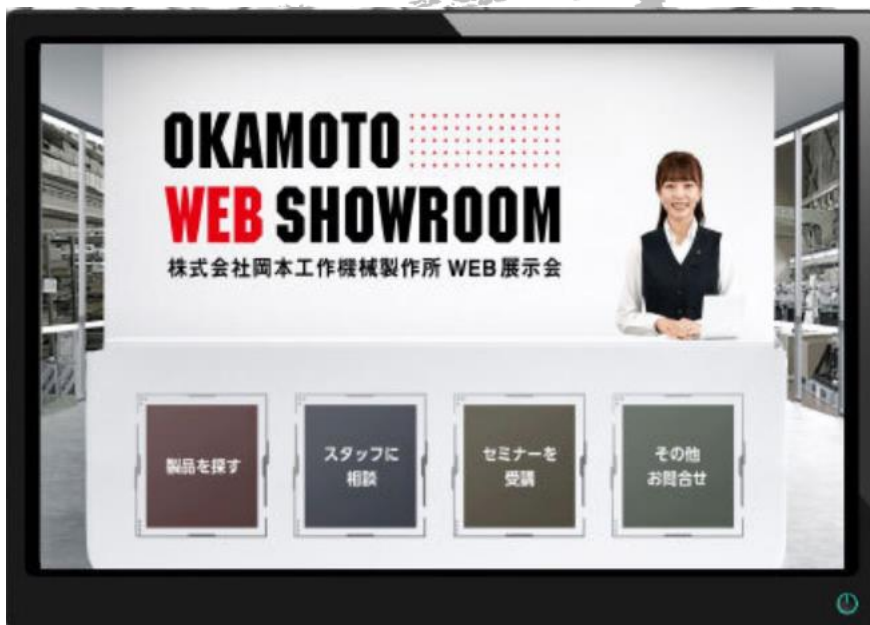 OKAMOTO
WEB SHOWROOM
株式会社岡本工作機械製作所 WEB展示会
製品を探す
スタッフに
相談
セミナーを
受講
その他
お問合せ